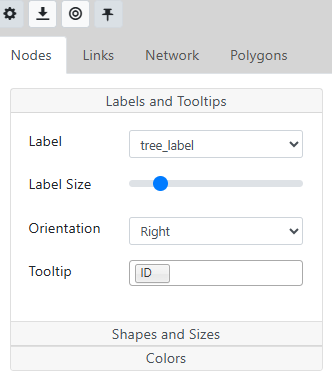 Nodes Links Network Polygons
Labels and Tooltips
Label tree_label
Label Size
Orientation Right
Tooltip ID
Shapes and Sizes
Colors